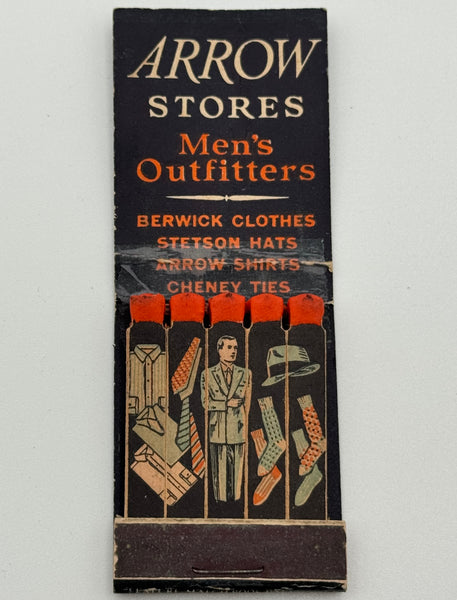 ARROW
STORES
Men's
Outfitters
BERWICK CLOTHES
STETSON HATS
ARROW SHIRTS
CHENEY TIES